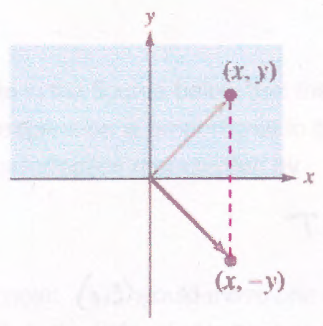 y
(x, y)
x
(x, −y)